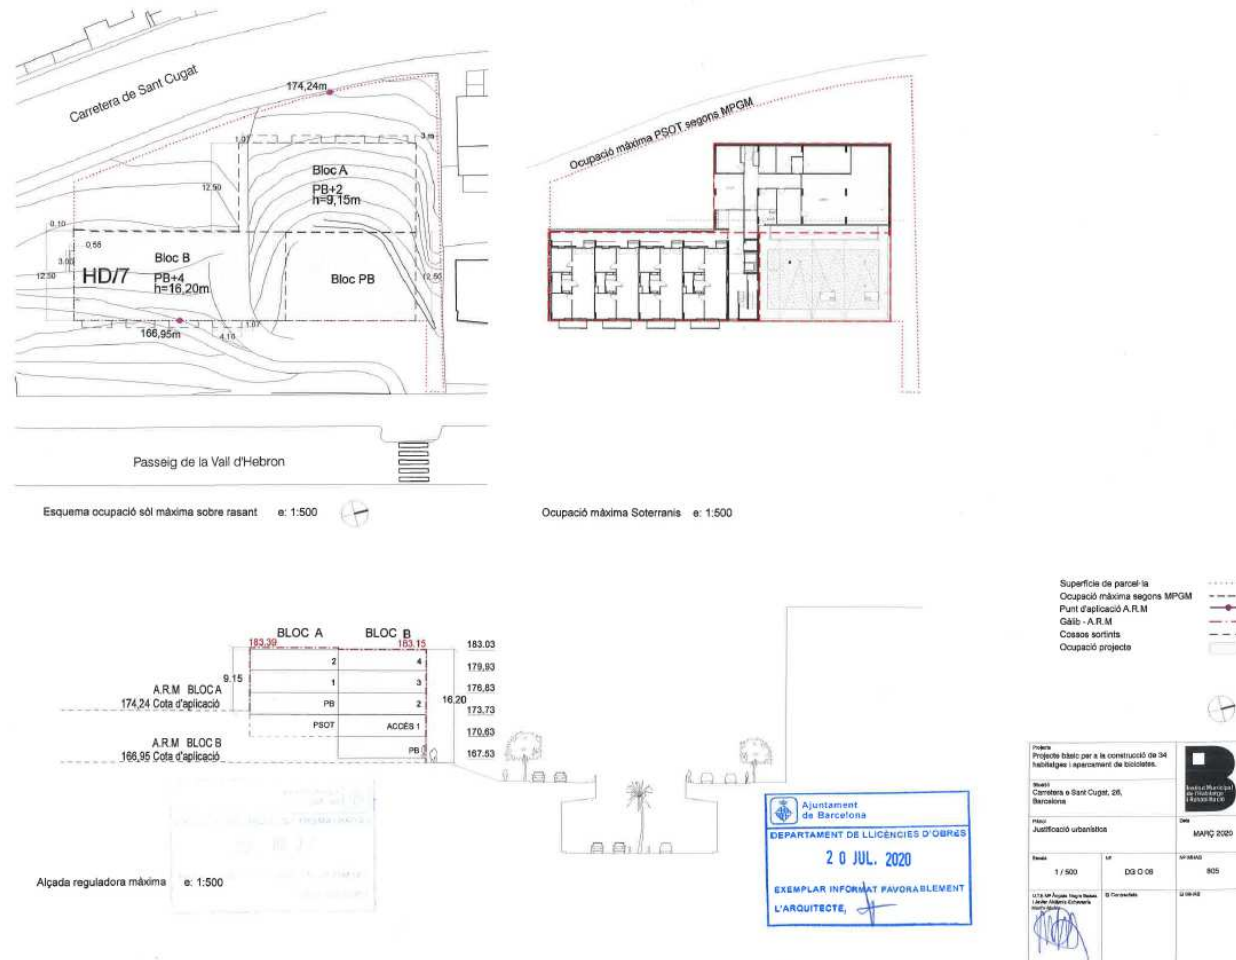 Carretera de Sant Cugat
174,24m
1,07
3 m
Bloc A
PB+2
h=9,15m
12.50
8.10
0,55
3.00
12.50
HD/7
Bloc B
PB+4
h=16,20m
Bloc PB
12.50
166,95m
1.07
4.16
Passeig de la Vall d'Hebron
Esquema ocupació sòl màxima sobre rasant e: 1:500
Ocupació màxima PSOT segons MPGM
Ocupació màxima Soterranis e: 1:500
Superfície de parcel·la
Ocupació màxima segons MPGM
Punt d'aplicació A.R.M
Gàlib - A.R.M
Cossos sortints
Ocupació projecte
BLOC A
BLOC B
183.39
183.15
183.03
179,93
176,83
173,73
170,63
167.53
9.15
16.20
2
4
1
3
PB
2
PSOT
ACCÈS 1
PB
A.R.M BLOC A
174,24 Cota d'aplicació
A.R.M BLOC B
166,95 Cota d'aplicació
Alçada reguladora màxima e: 1:500
Ajuntament
de Barcelona
DEPARTAMENT DE LLICÈNCIES D'OBRES
20 JUL. 2020
EXEMPLAR INFORMAT FAVORABLEMENT
L'ARQUITECTE,
Projecte bàsic per a la construcció de 34
habitatges i aparcament de bicicletes.
Carretera a Sant Cugat, 26,
Barcelona
Justificació urbanística
Data
MARÇ 2020
1 / 500
DG O 08
805